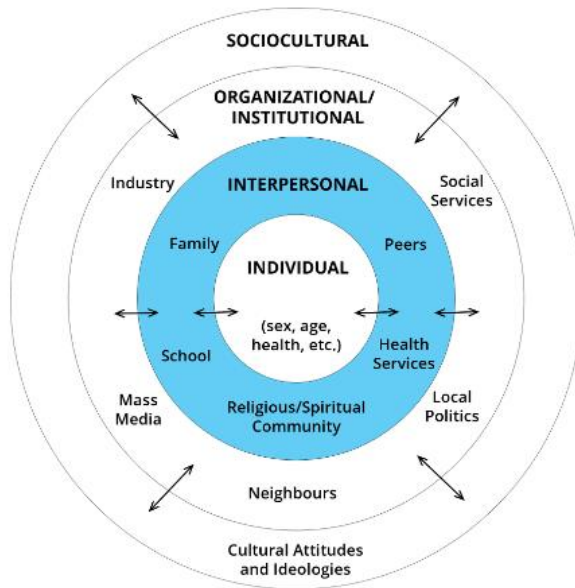 SOCIOCULTURAL
ORGANIZATIONAL/
INSTITUTIONAL
Industry
INTERPERSONAL
Social
Services
Family
Peers
INDIVIDUAL
(sex, age,
health, etc.)
School
Health
Services
Mass
Media
Religious/Spiritual
Community
Local
Politics
Neighbours
Cultural Attitudes
and Ideologies